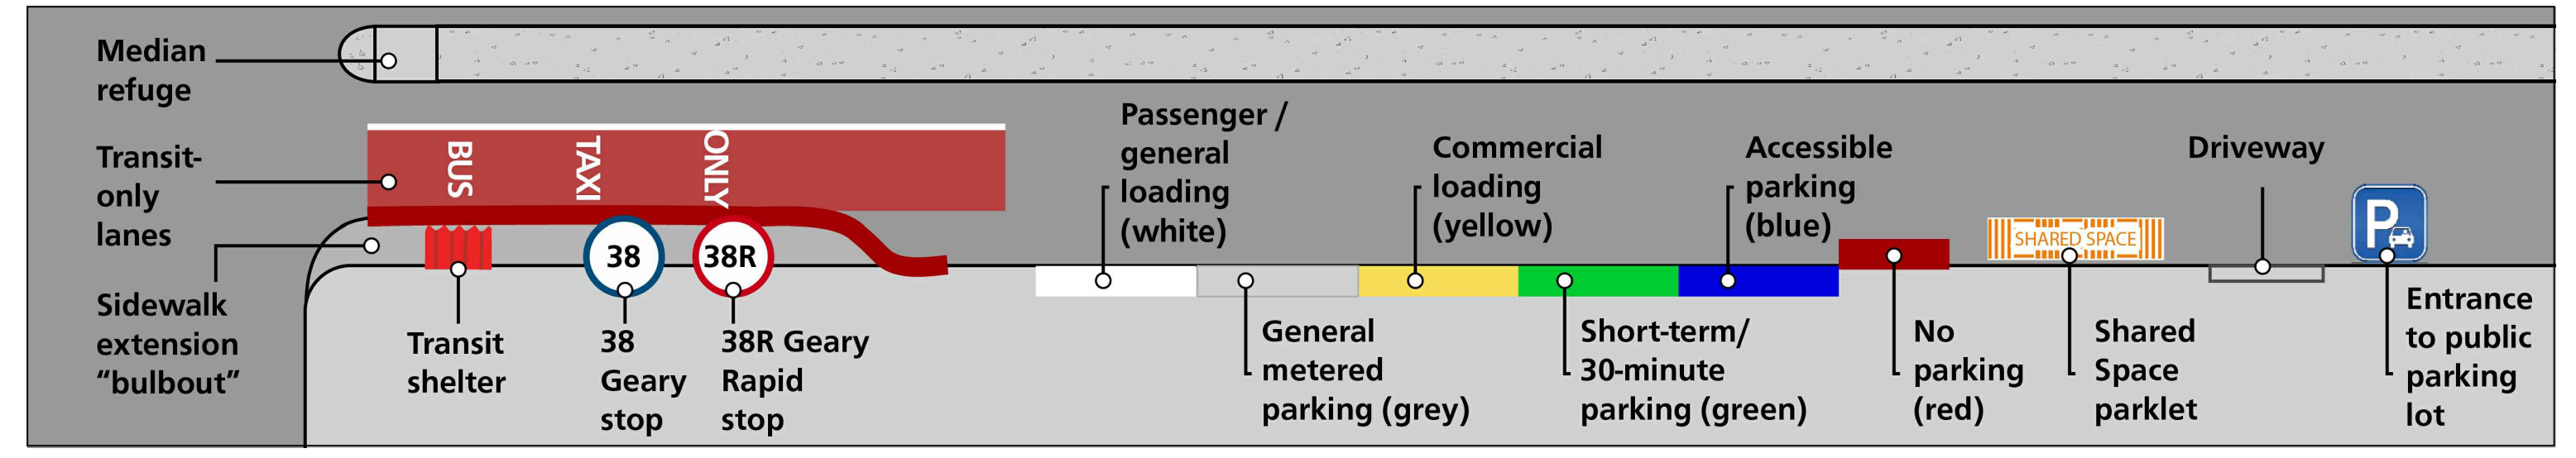 Median
refuge
Transit-
only
lanes
Sidewalk
extension
“bulbout”
BUS
TAXI
ONLY
38
38R
Transit
shelter
38
Geary
stop
38R Geary
Rapid
stop
Passenger /
general
loading
(white)
General
metered
parking (grey)
Commercial
loading
(yellow)
Short-term/
30-minute
parking (green)
Accessible
parking
(blue)
No
parking
(red)
SHARED SPACE
Shared
Space
parklet
Driveway
P
Entrance
to public
parking
lot